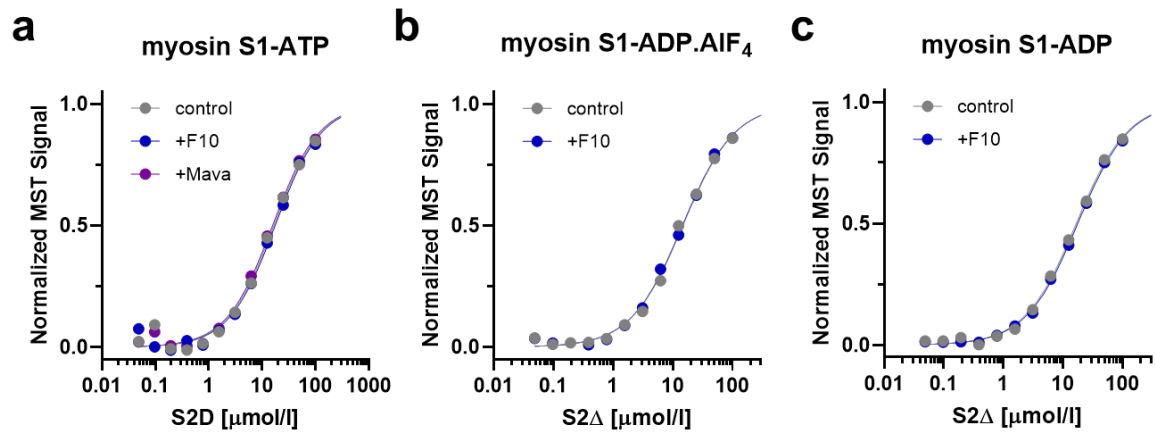 a
myosin S1-ATP
Normalized MST Signal
1.0
0.5
0.0
control
+F10
+Mava
0.01 0.1 1 10 100 1000
S2D [μmol/l]
b
myosin S1-ADP.AlF₄
Normalized MST Signal
1.0
0.5
0.0
control
+F10
0.01 0.1 1 10 100
S2Δ [μmol/l]
c
myosin S1-ADP
Normalized MST Signal
1.0
0.5
0.0
control
+F10
0.01 0.1 1 10 100
S2Δ [μmol/l]